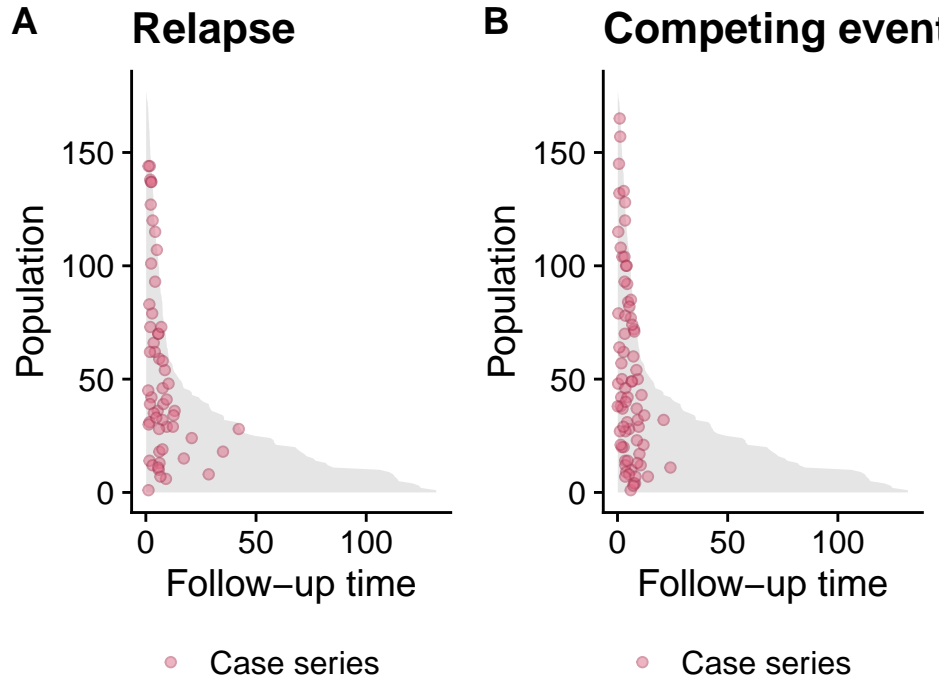 A Relapse
Population
150
100
50
0
0 50 100
Follow−up time
Case series
B Competing event
Population
150
100
50
0
0 50 100
Follow−up time
Case series